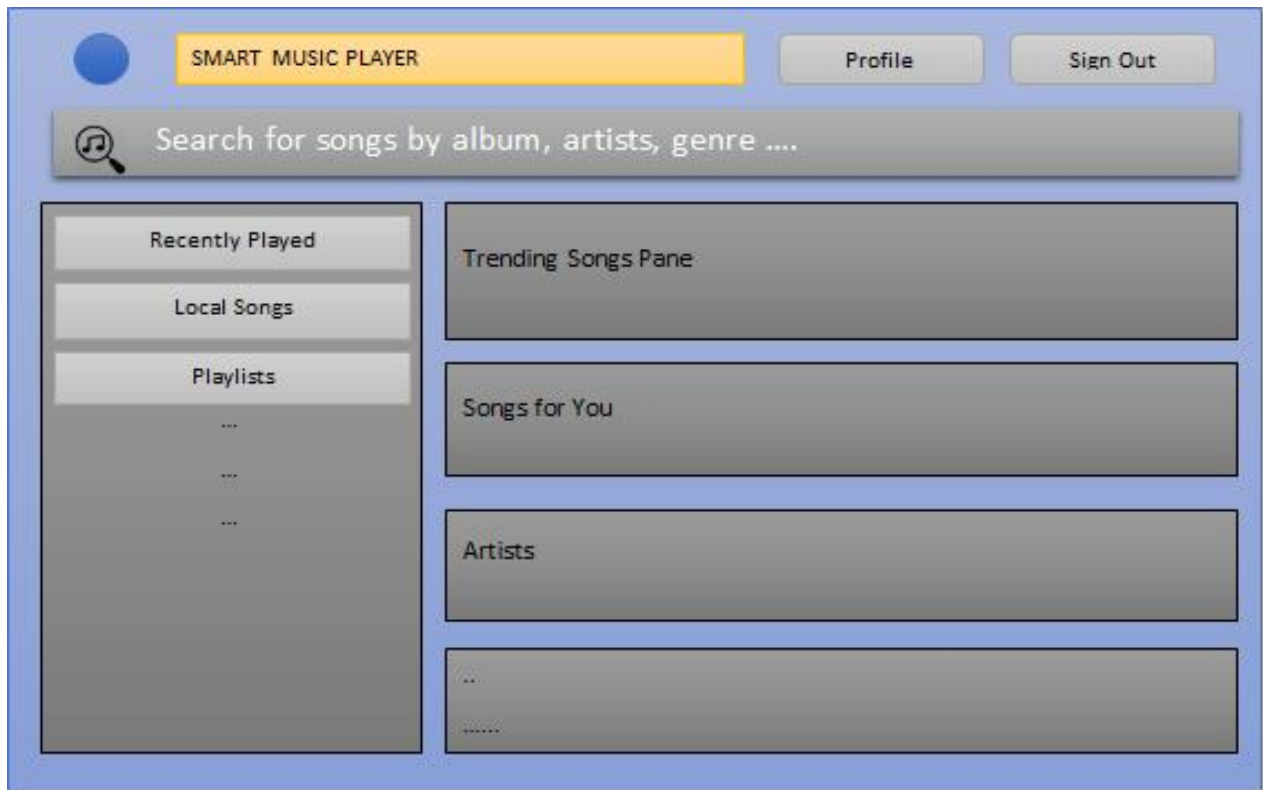 SMART MUSIC PLAYER
Profile
Sign Out
Search for songs by album, artists, genre ....
Recently Played
Local Songs
Playlists
...
...
...
Trending Songs Pane
Songs for You
Artists
..
......